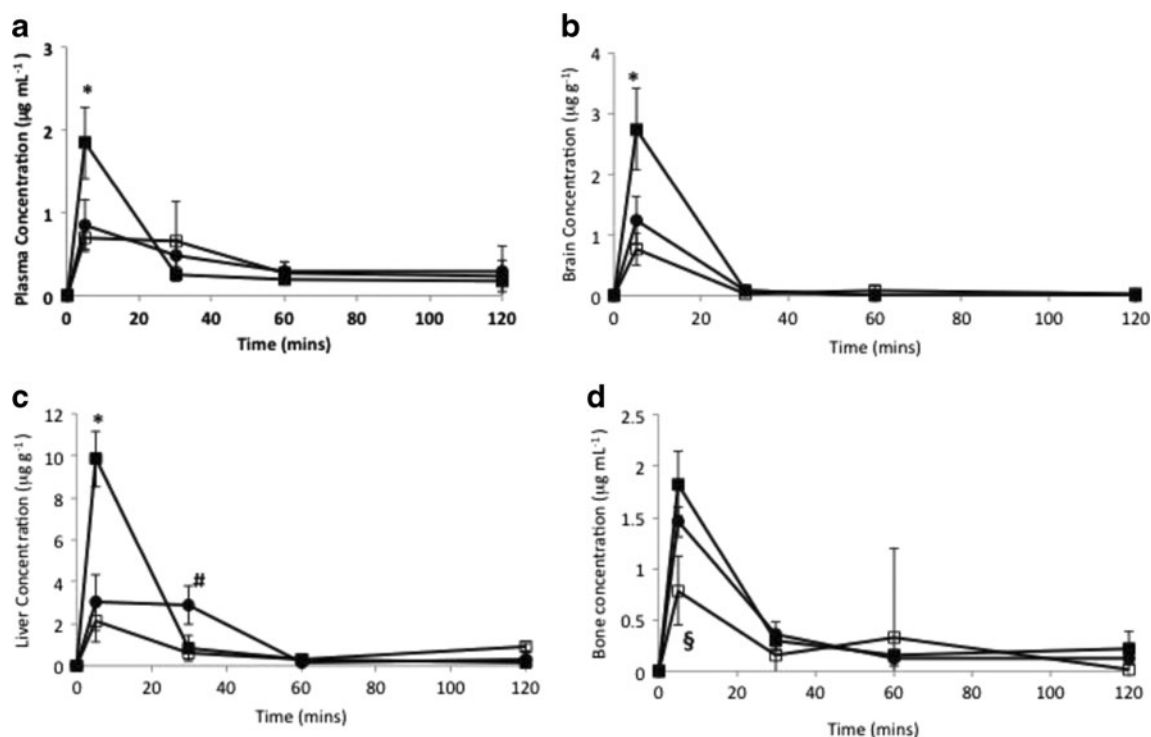 a
Plasma Concentration (µg mL⁻¹)
3
2
1
0
*
0 20 40 60 80 100 120
Time (mins)
b
Brain Concentration (µg g⁻¹)
4
3
2
1
0
*
0 20 40 60 80 100 120
Time (mins)
c
Liver Concentration (µg g⁻¹)
12
10
8
6
4
2
0
*
#
0 20 40 60 80 100 120
Time (mins)
d
Bone concentration (µg mL⁻¹)
2.5
2
1.5
1
0.5
0
§
0 20 40 60 80 100 120
Time (mins)